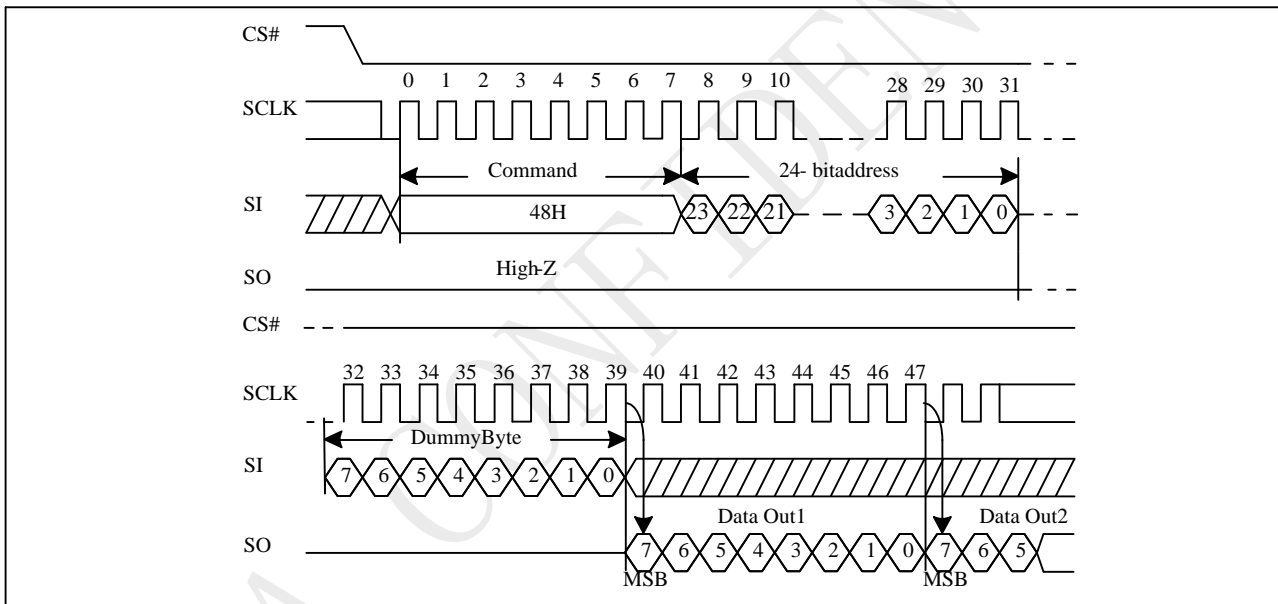 CS#
0 1 2 3 4 5 6 7 8 9 10 28 29 30 31
SCLK
Command 24- bitaddress
SI 48H 23 22 21 3 2 1 0
High-Z
SO
CS#
32 33 34 35 36 37 38 39 40 41 42 43 44 45 46 47
SCLK
DummyByte
SI 7 6 5 4 3 2 1 0
Data Out1 Data Out2
SO 7 6 5 4 3 2 1 0 7 6 5
MSB MSB